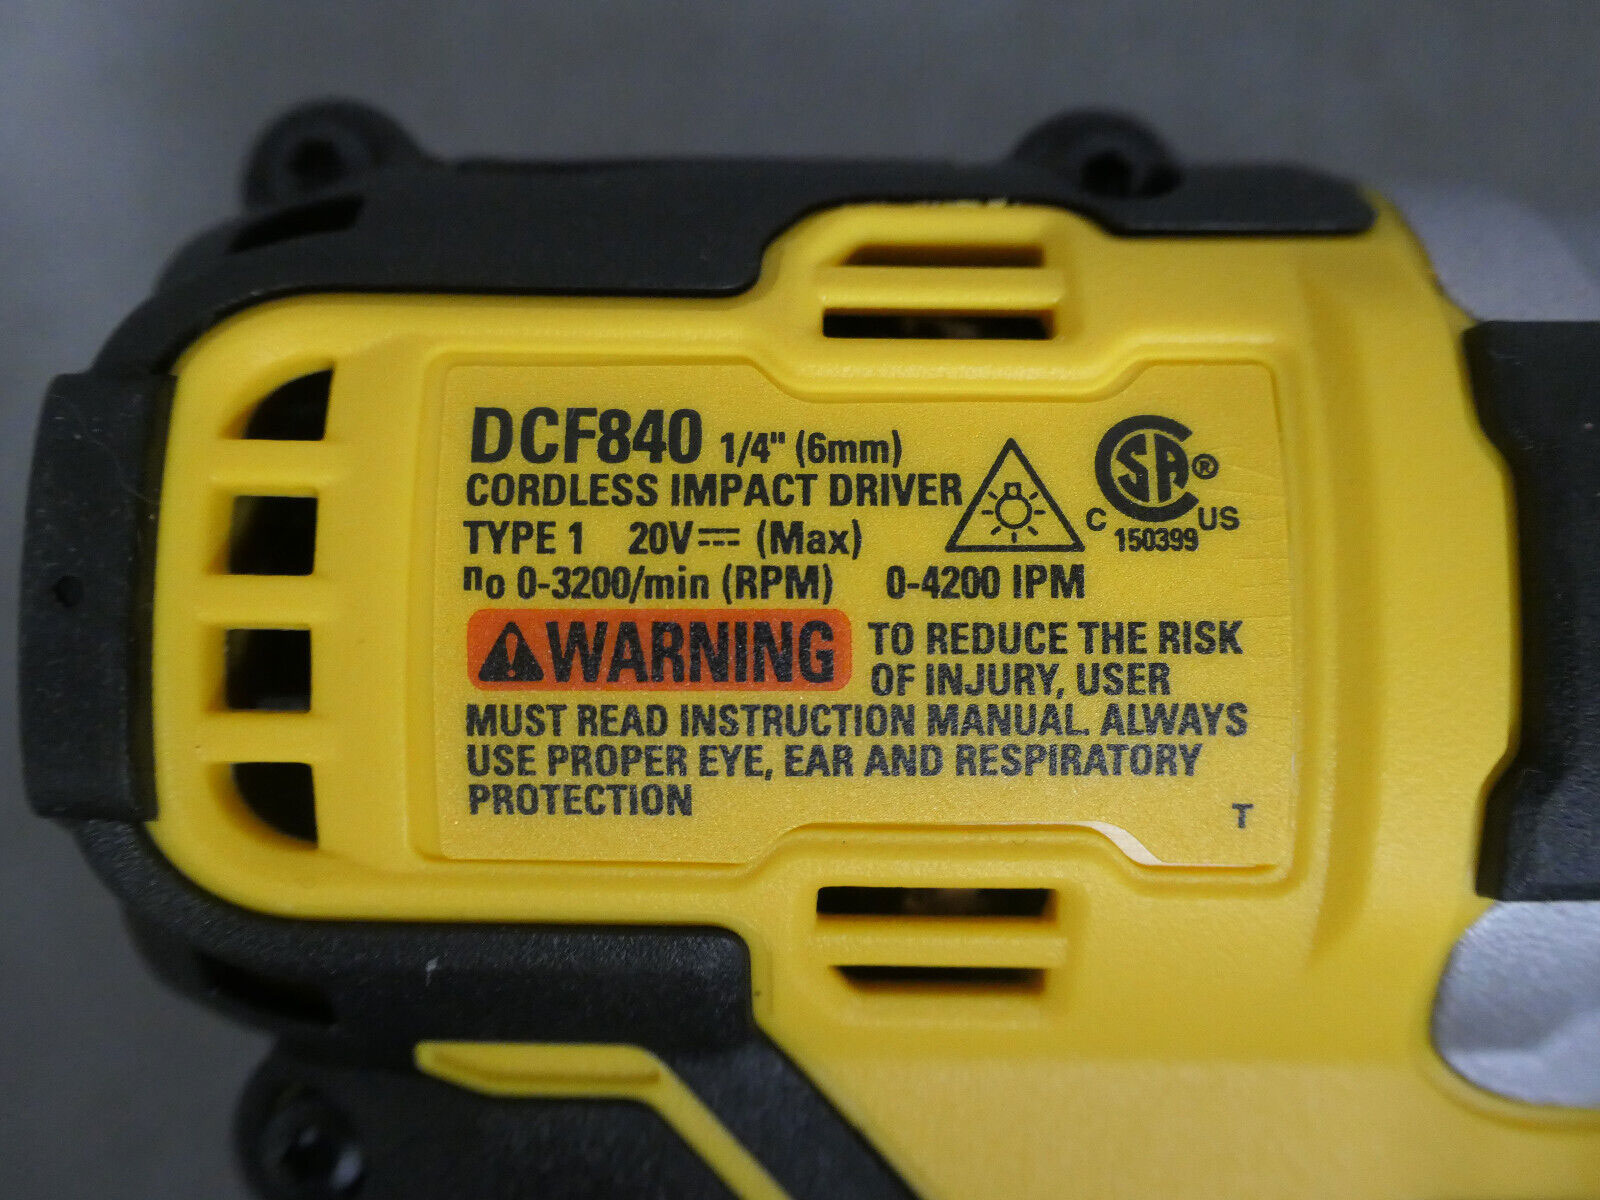 DCF840 1/4" (6mm)
CORDLESS IMPACT DRIVER
TYPE 1 20V⎓ (Max)
no 0-3200/min (RPM) 0-4200 IPM
CSA®
C US
150399
WARNING TO REDUCE THE RISK
OF INJURY, USER
MUST READ INSTRUCTION MANUAL. ALWAYS
USE PROPER EYE, EAR AND RESPIRATORY
PROTECTION
T